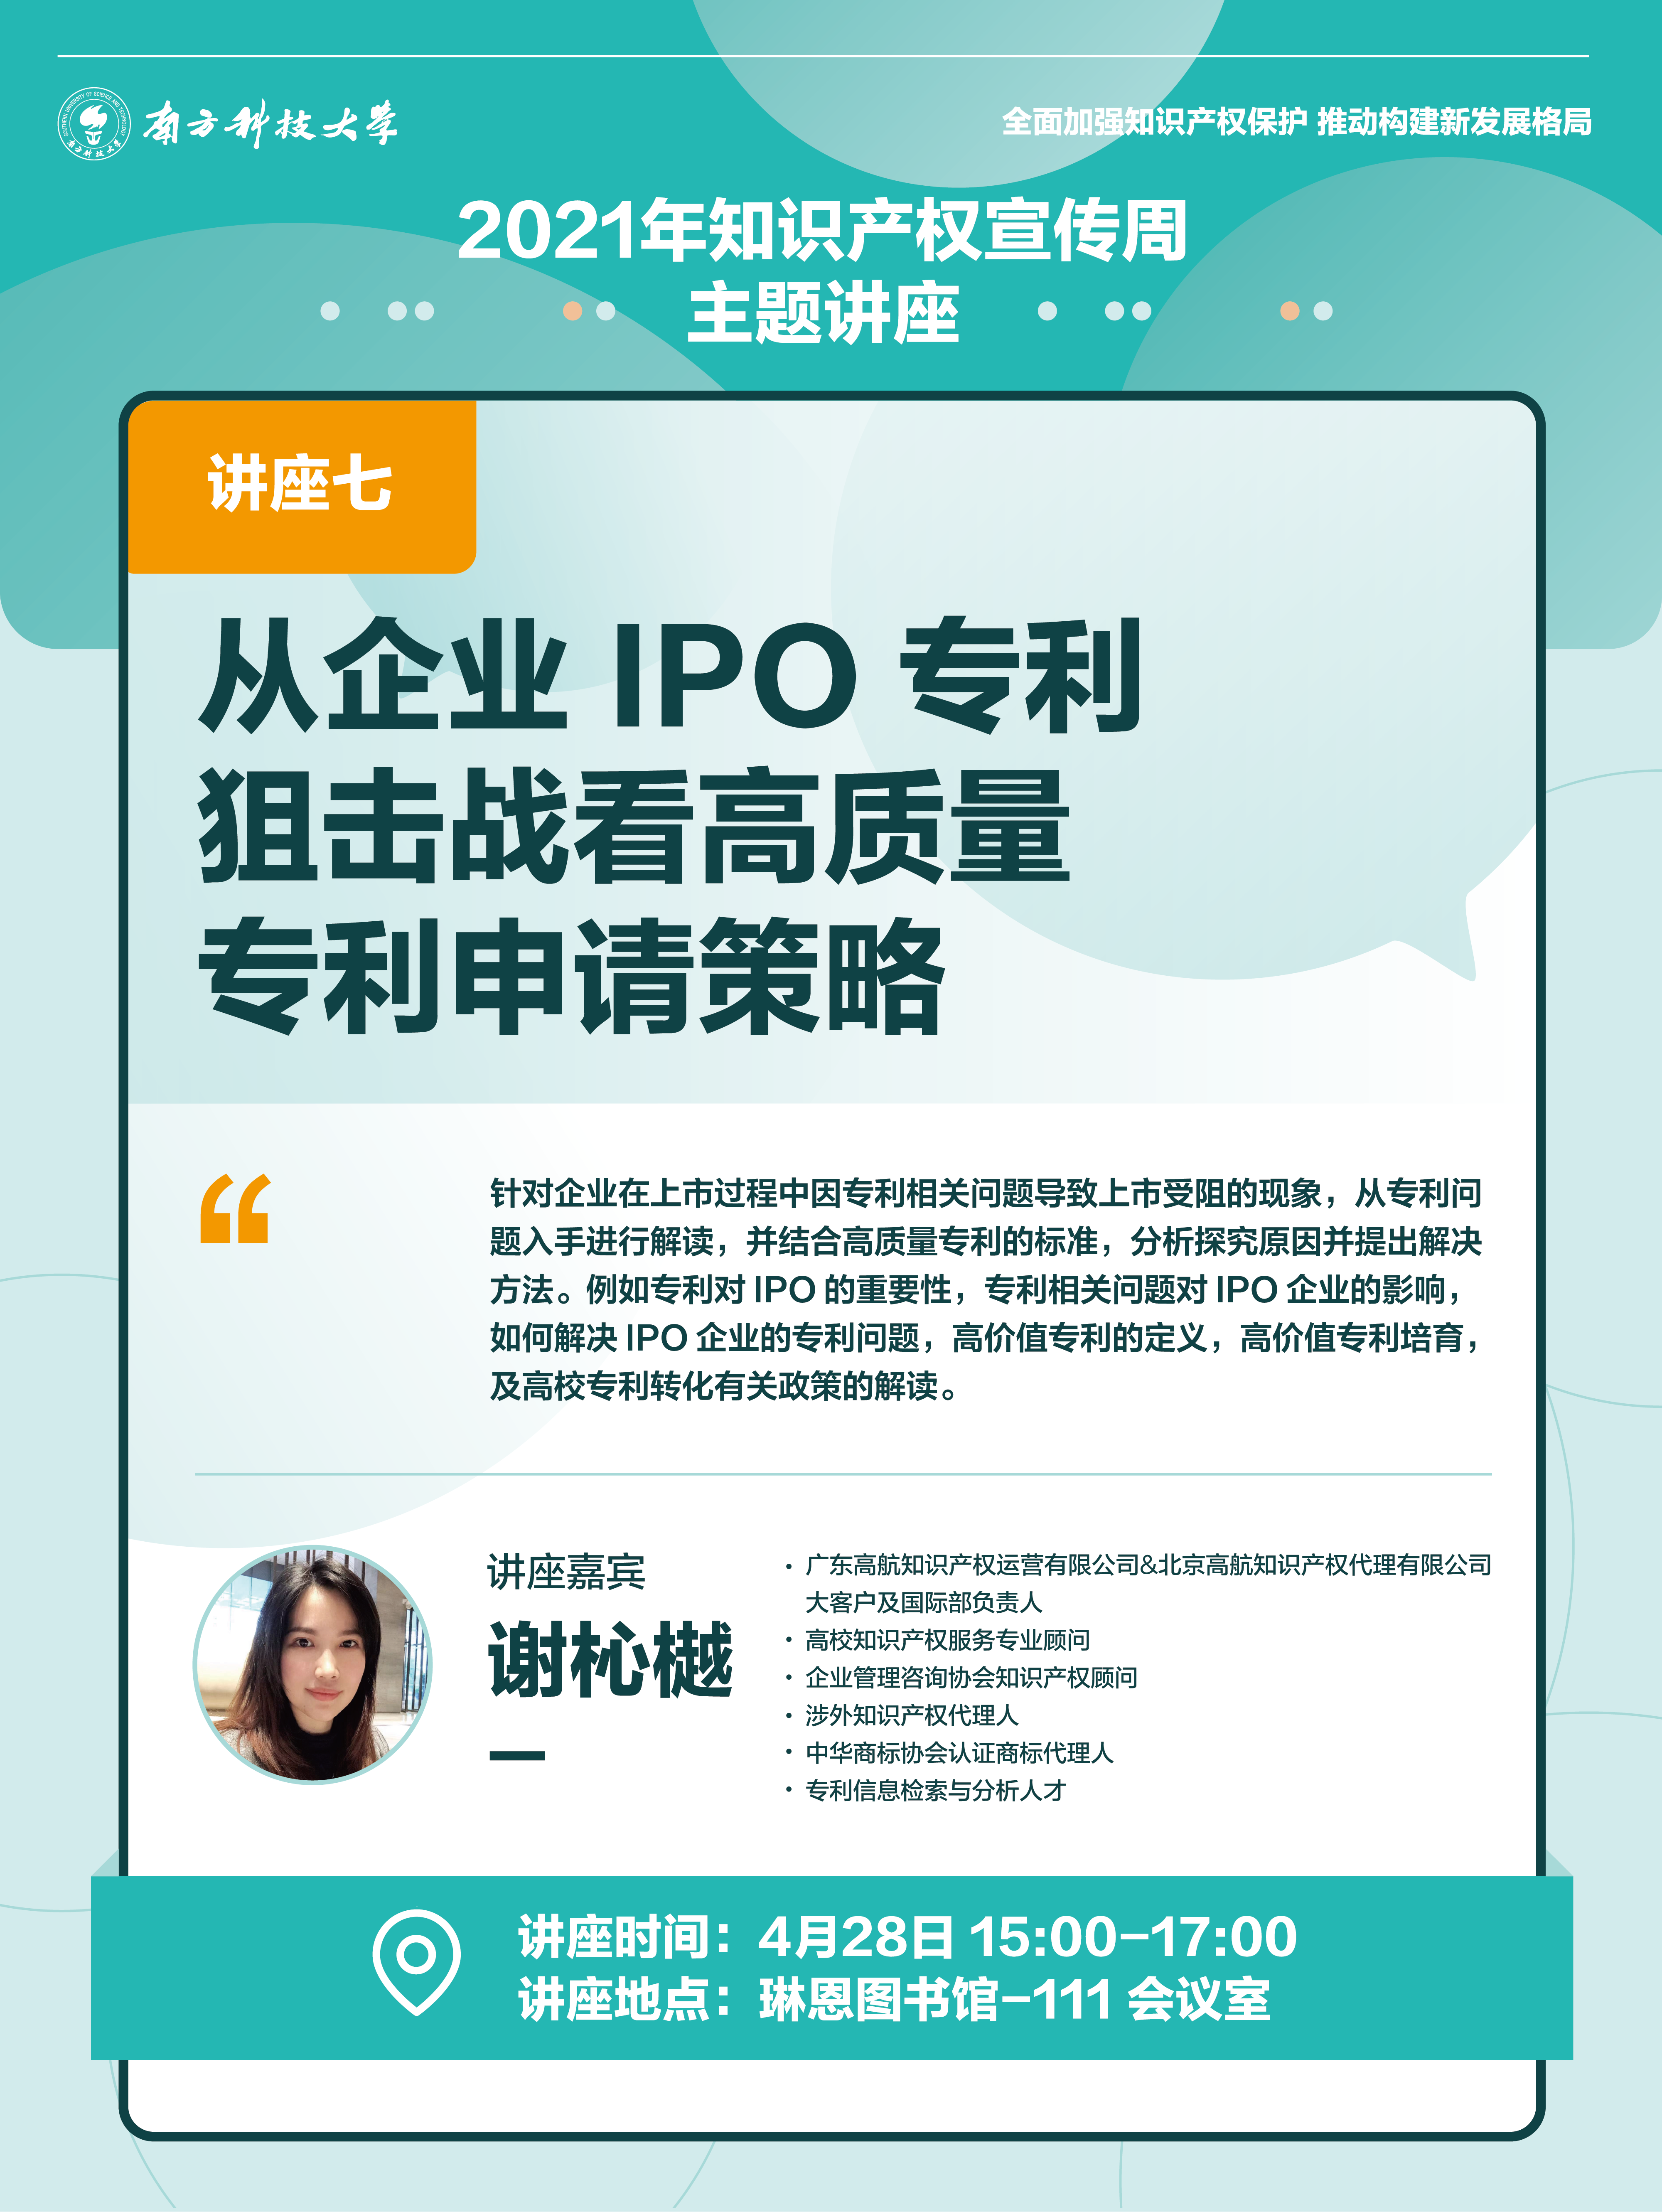 SOUTHERN UNIVERSITY OF SCIENCE AND TECHNOLOGY
南方科技大学
南方科技大学
全面加强知识产权保护 推动构建新发展格局
2021年知识产权宣传周
主题讲座
讲座七
从企业 IPO 专利
狙击战看高质量
专利申请策略
“
针对企业在上市过程中因专利相关问题导致上市受阻的现象，从专利问
题入手进行解读，并结合高质量专利的标准，分析探究原因并提出解决
方法。例如专利对 IPO 的重要性，专利相关问题对 IPO 企业的影响，
如何解决 IPO 企业的专利问题，高价值专利的定义，高价值专利培育，
及高校专利转化有关政策的解读。
讲座嘉宾
谢杺樾
· 广东高航知识产权运营有限公司&北京高航知识产权代理有限公司
大客户及国际部负责人
· 高校知识产权服务专业顾问
· 企业管理咨询协会知识产权顾问
· 涉外知识产权代理人
· 中华商标协会认证商标代理人
· 专利信息检索与分析人才
讲座时间：4月28日 15:00–17:00
讲座地点：琳恩图书馆–111 会议室